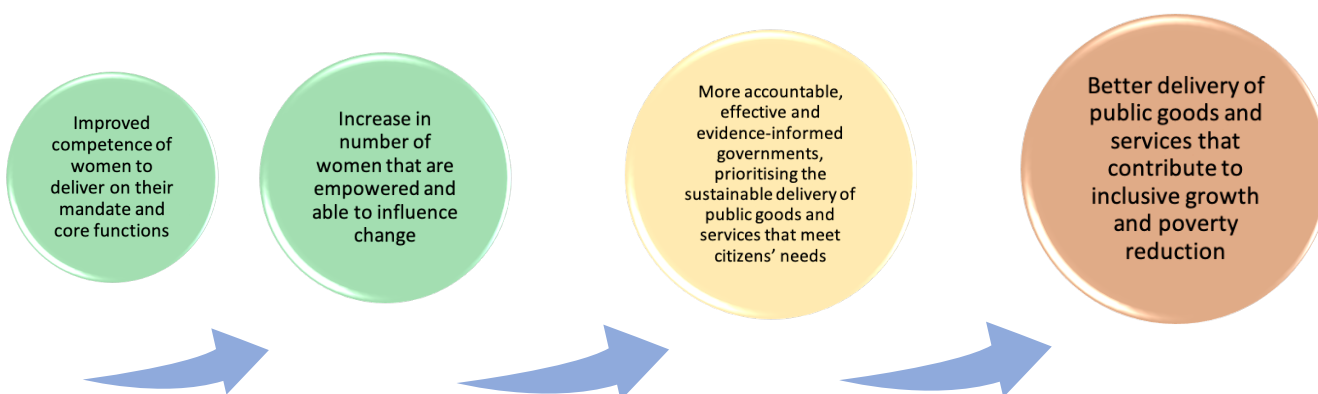 Improved
competence of
women to
deliver on their
mandate and
core functions
Increase in
number of
women that are
empowered and
able to influence
change
More accountable,
effective and
evidence-informed
governments,
prioritising the
sustainable delivery of
public goods and
services that meet
citizens’ needs
Better delivery of
public goods and
services that
contribute to
inclusive growth
and poverty
reduction